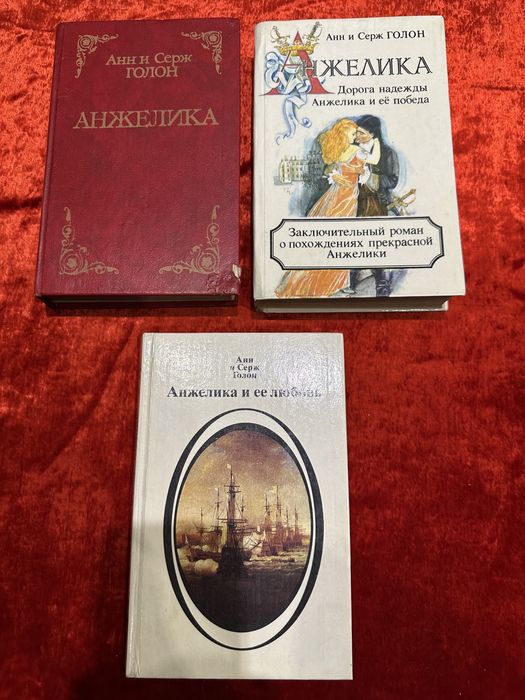 Анн и Серж
ГОЛОН
АНЖЕЛИКА
Анн и Серж ГОЛОН
АНЖЕЛИКА
Дорога надежды
Анжелика и её победа
Заключительный роман
о похождениях прекрасной
Анжелики
Анн
и Серж
Голон
Анжелика и ее любовь